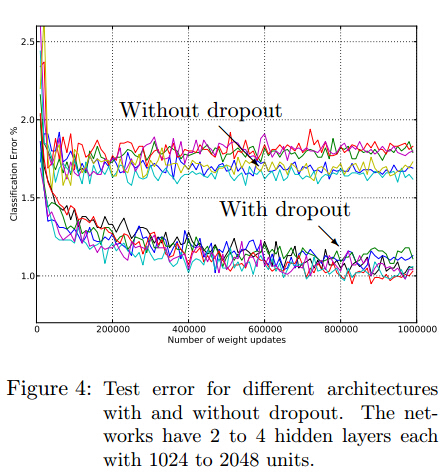 2.5
2.0
1.5
1.0
Classification Error %
Without dropout
With dropout
0 200000 400000 600000 800000 1000000
Number of weight updates
Figure 4: Test error for different architectures
with and without dropout. The net-
works have 2 to 4 hidden layers each
with 1024 to 2048 units.